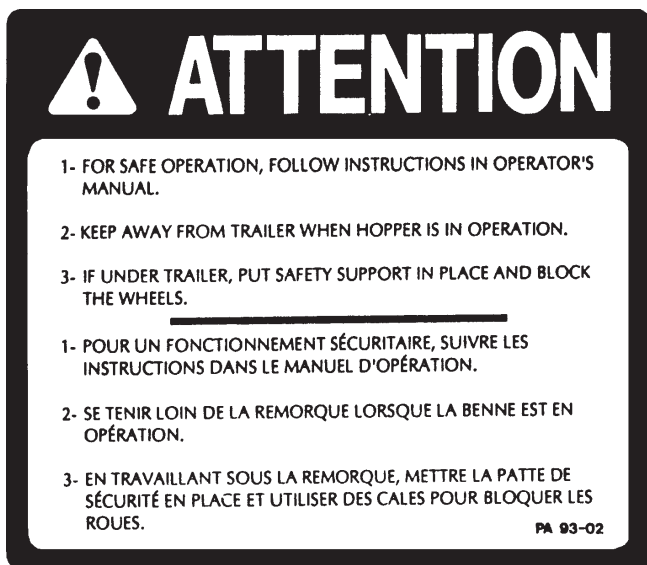 ATTENTION
1- FOR SAFE OPERATION, FOLLOW INSTRUCTIONS IN OPERATOR'S
MANUAL.
2- KEEP AWAY FROM TRAILER WHEN HOPPER IS IN OPERATION.
3- IF UNDER TRAILER, PUT SAFETY SUPPORT IN PLACE AND BLOCK
THE WHEELS.
1- POUR UN FONCTIONNEMENT SÉCURITAIRE, SUIVRE LES
INSTRUCTIONS DANS LE MANUEL D'OPÉRATION.
2- SE TENIR LOIN DE LA REMORQUE LORSQUE LA BENNE EST EN
OPÉRATION.
3- EN TRAVAILLANT SOUS LA REMORQUE, METTRE LA PATTE DE
SÉCURITÉ EN PLACE ET UTILISER DES CALES POUR BLOQUER LES
ROUES.
PA 93-02